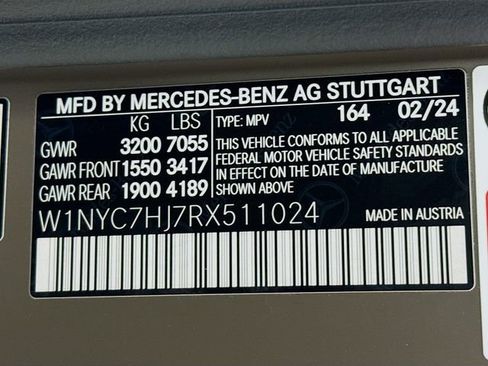 MFD BY MERCEDES-BENZ AG STUTTGART
KG LBS TYPE: MPV 164 02/24
GVWR 3200 7055
GAWR FRONT 1550 3417
GAWR REAR 1900 4189
THIS VEHICLE CONFORMS TO ALL APPLICABLE
FEDERAL MOTOR VEHICLE SAFETY STANDARDS
IN EFFECT ON THE DATE OF MANUFACTURE
W1NYC7HJ7RX511024 MADE IN AUSTRIA